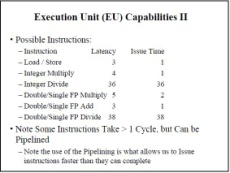 Execution Unit (EU) Capabilities II
• Possible Instructions:
– Instruction Latency Issue Time
– Load / Store 3 1
– Integer Multiply 4 1
– Integer Divide 36 36
– Double/Single FP Multiply 5 2
– Double/Single FP Add 3 1
– Double/Single FP Divide 38 38
• Note Some Instructions Take > 1 Cycle, but Can be
Pipelined
– Note the use of the Pipelining is what allows us to Issue
instructions faster than they can complete